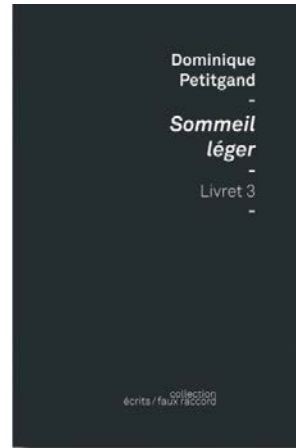 Dominique
Petitgand
-
Sommeil
léger
-
Livret 3
-
collection
écrits/faux raccord